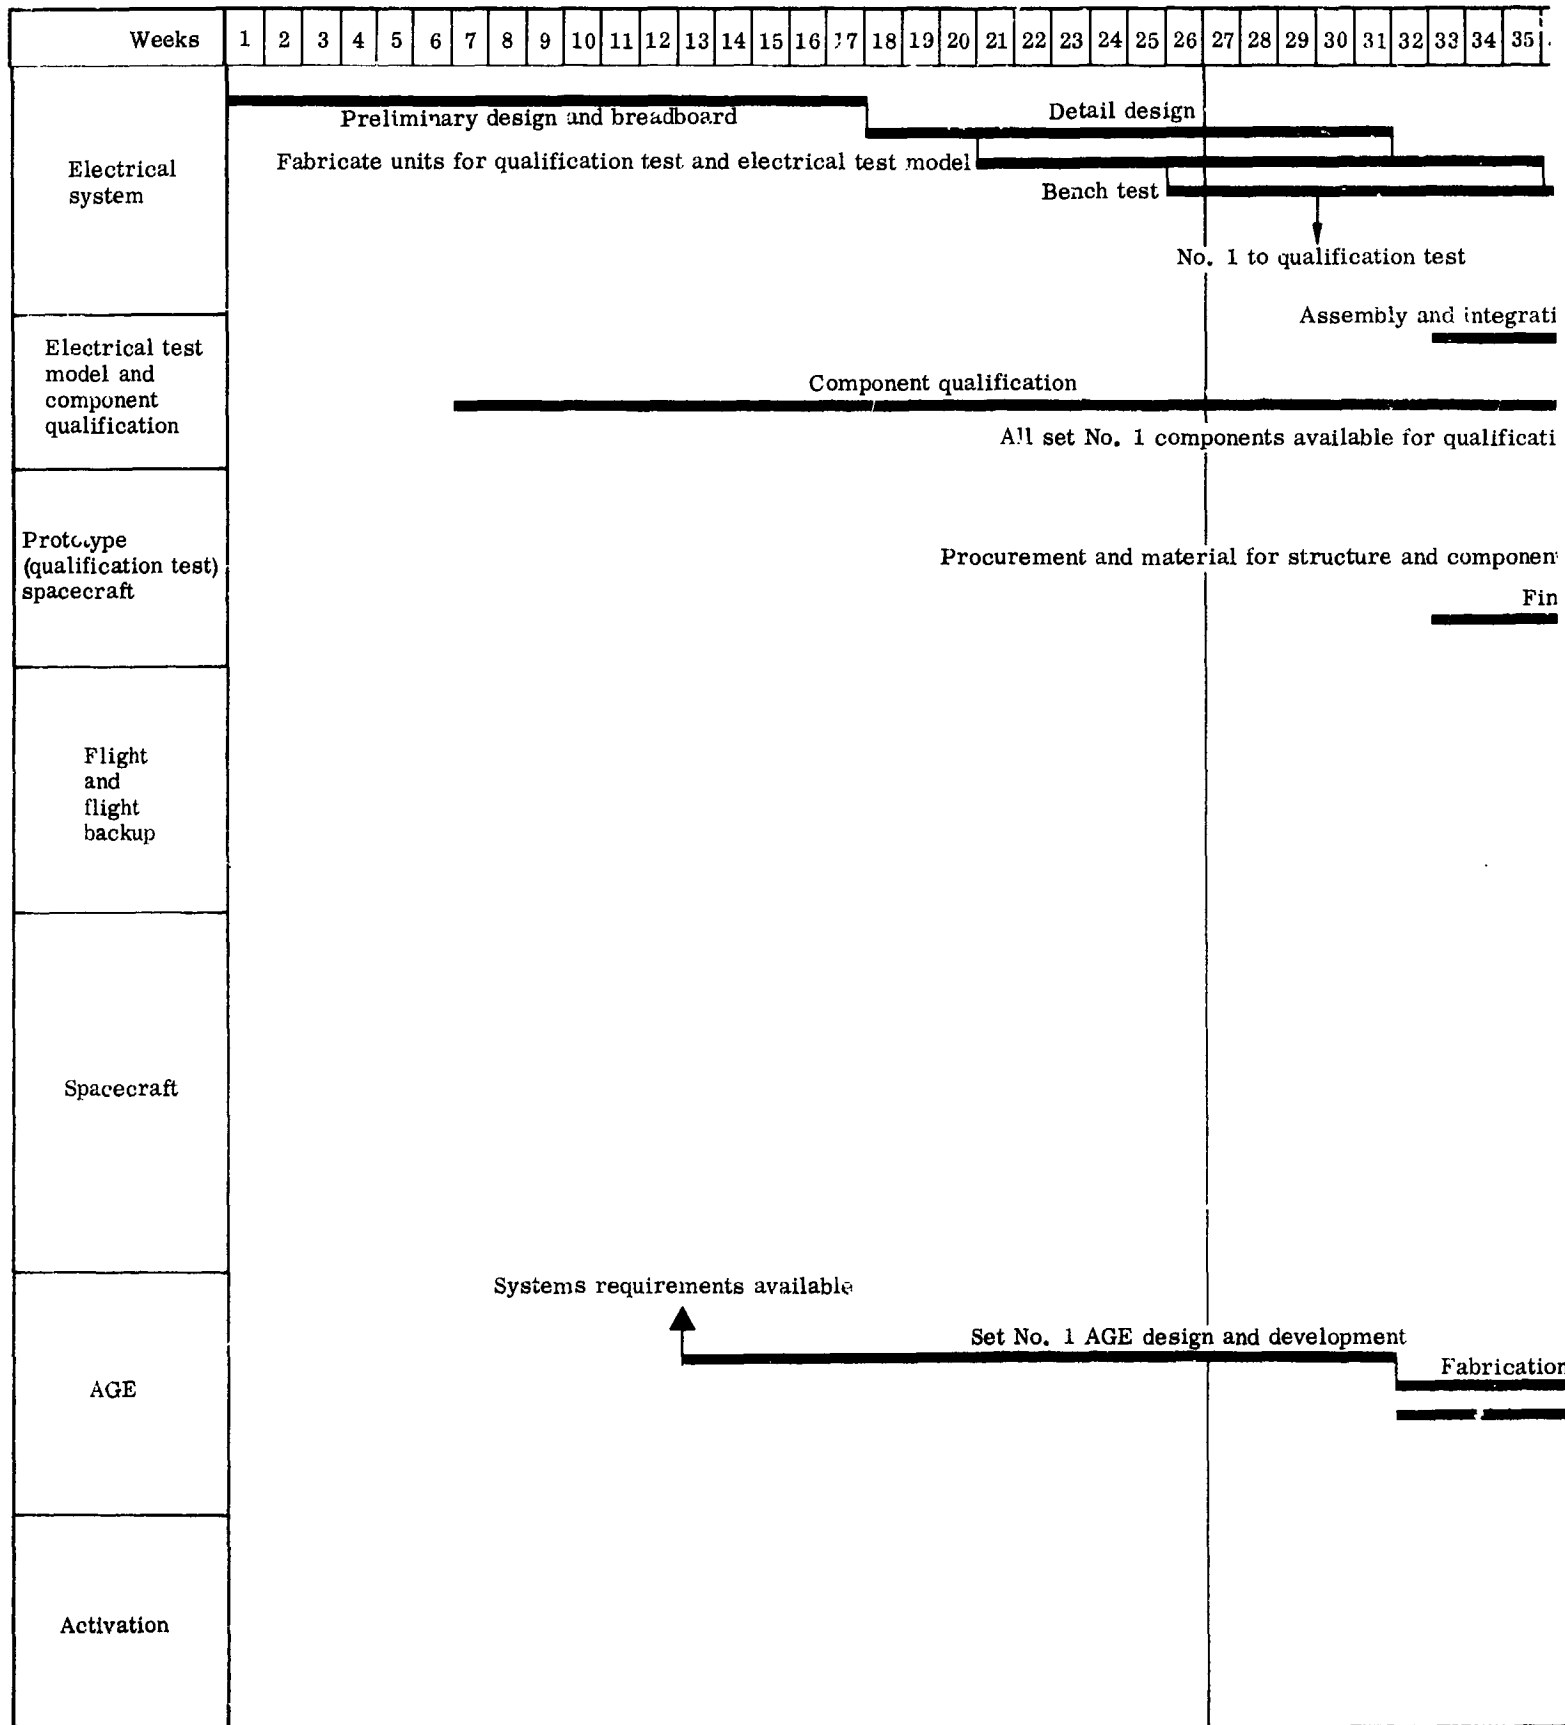 Weeks 1 2 3 4 5 6 7 8 9 10 11 12 13 14 15 16 17 18 19 20 21 22 23 24 25 26 27 28 29 30 31 32 33 34 35
Electrical
system
Preliminary design and breadboard
Detail design
Fabricate units for qualification test and electrical test model
Bench test
No. 1 to qualification test
Electrical test
model and
component
qualification
Assembly and integrati
Component qualification
All set No. 1 components available for qualificati
Prototype
(qualification test)
spacecraft
Procurement and material for structure and componen
Fin
Flight
and
flight
backup
Spacecraft
AGE
Systems requirements available
Set No. 1 AGE design and development
Fabrication
Activation